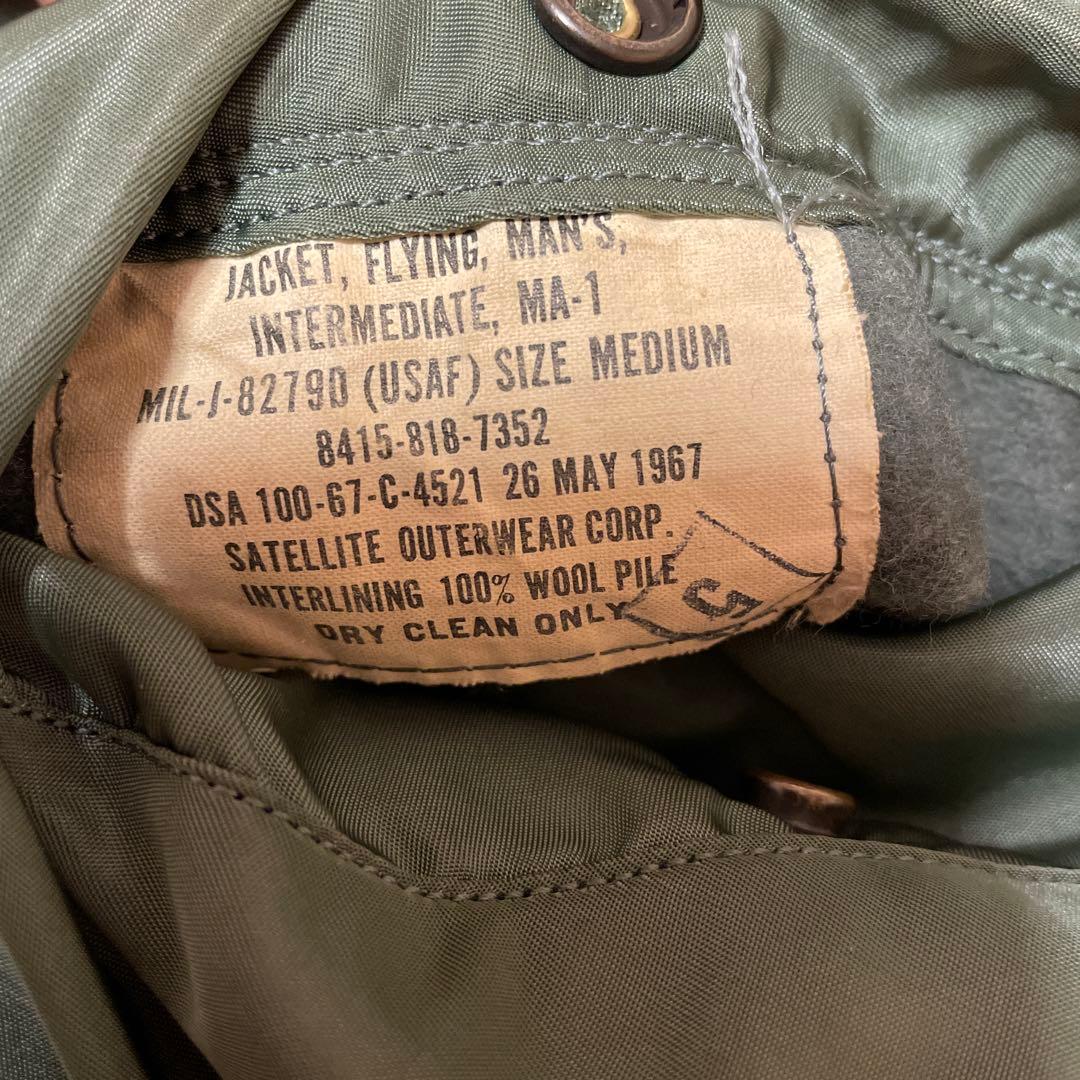 JACKET, FLYING, MAN'S,
INTERMEDIATE, MA-1
MIL-J-8279D (USAF) SIZE MEDIUM
8415-818-7352
DSA 100-67-C-4521 26 MAY 1967
SATELLITE OUTERWEAR CORP.
INTERLINING 100% WOOL PILE
DRY CLEAN ONLY
5